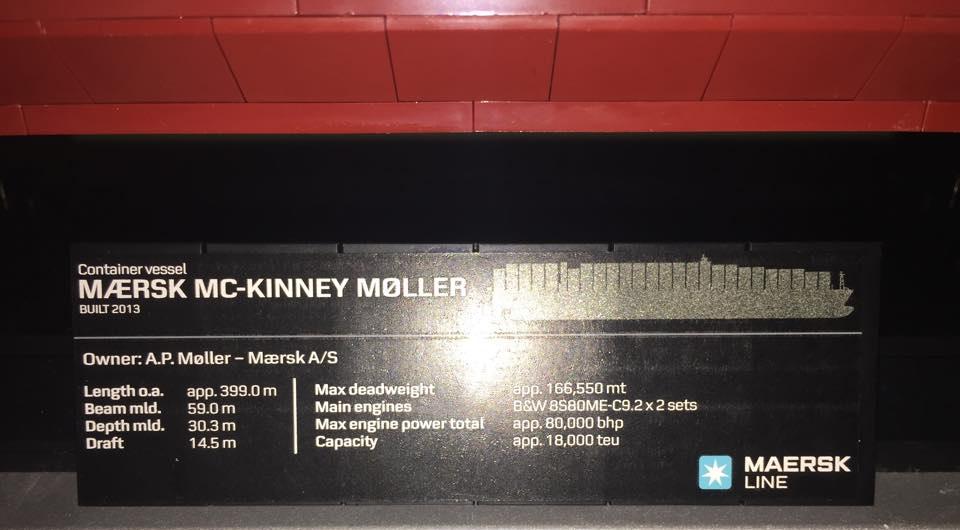 Container vessel
MÆRSK MC-KINNEY MØLLER
BUILT 2013
Owner: A.P. Møller – Mærsk A/S
Length o.a. app. 399.0 m
Beam mld. 59.0 m
Depth mld. 30.3 m
Draft 14.5 m
Max deadweight app. 166,550 mt
Main engines B&W 8S80ME-C9.2 x 2 sets
Max engine power total app. 80,000 bhp
Capacity app. 18,000 teu
MAERSK
LINE